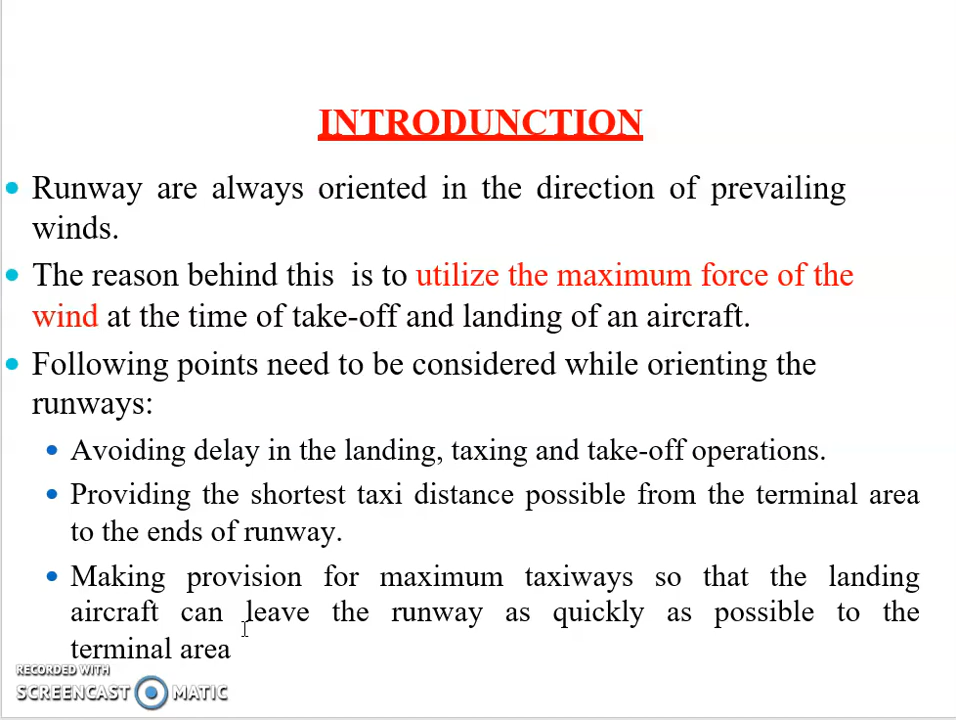 INTRODUNCTION
Runway are always oriented in the direction of prevailing
winds.
The reason behind this is to utilize the maximum force of the
wind at the time of take-off and landing of an aircraft.
Following points need to be considered while orienting the
runways:
Avoiding delay in the landing, taxing and take-off operations.
Providing the shortest taxi distance possible from the terminal area
to the ends of runway.
Making provision for maximum taxiways so that the landing
aircraft can leave the runway as quickly as possible to the
terminal area
RECORDED WITH
SCREENCAST MATIC